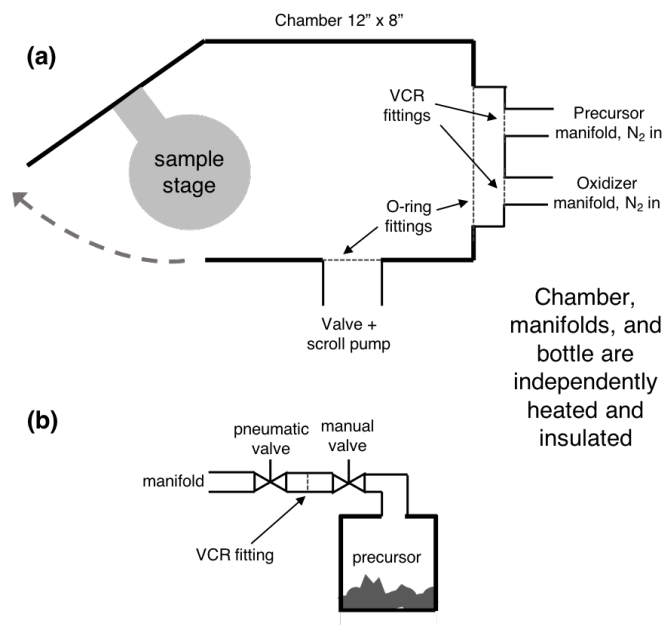 Chamber 12” x 8”
(a)
VCR
fittings
Precursor
manifold, N2 in
sample
stage
Oxidizer
manifold, N2 in
O-ring
fittings
Valve +
scroll pump
Chamber,
manifolds, and
bottle are
independently
heated and
insulated
(b)
pneumatic
valve
manual
valve
manifold
VCR fitting
precursor